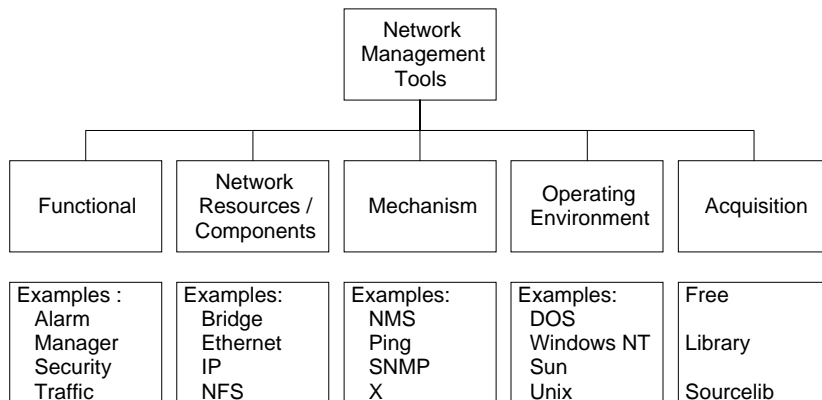 Network
Management
Tools
Functional
Network
Resources /
Components
Mechanism
Operating
Environment
Acquisition
Examples :
Alarm
Manager
Security
Traffic
Examples:
Bridge
Ethernet
IP
NFS
Examples:
NMS
Ping
SNMP
X
Examples:
DOS
Windows NT
Sun
Unix
Free
Library
Sourcelib